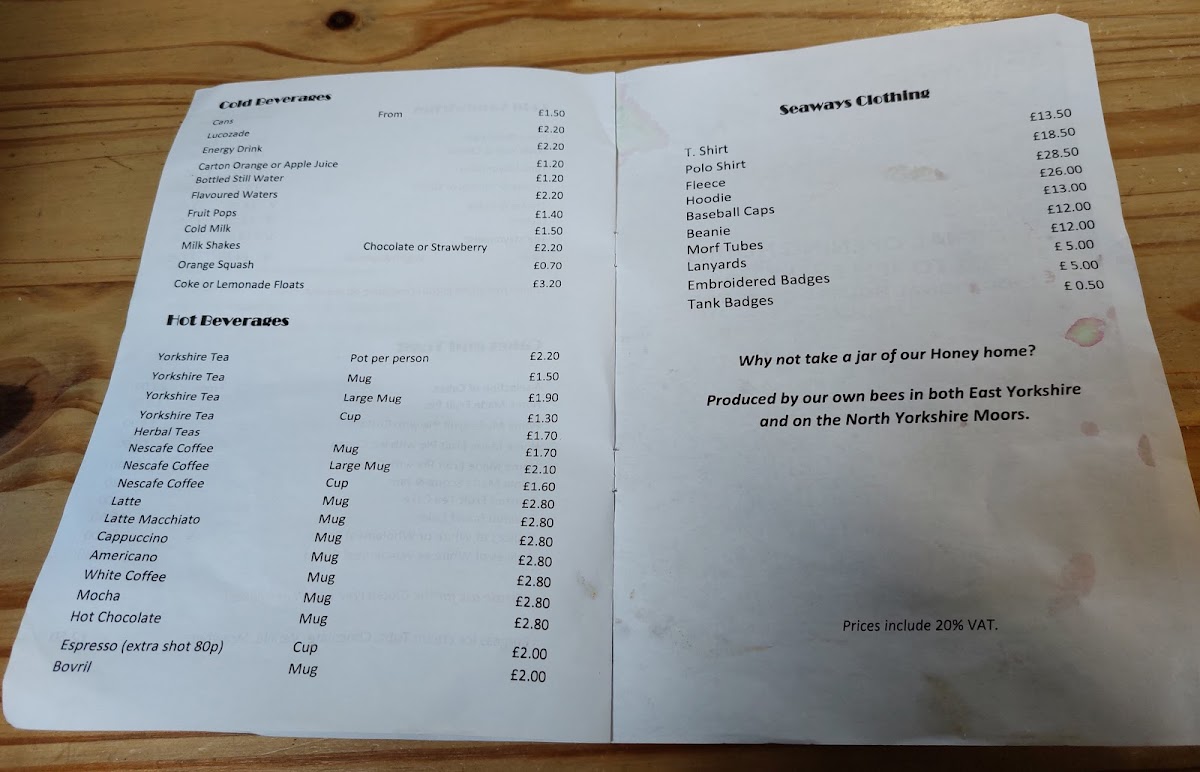 Cold Beverages
Cans From £1.50
Lucozade £2.20
Energy Drink £2.20
Carton Orange or Apple Juice £1.20
Bottled Still Water £1.20
Flavoured Waters £2.20
Fruit Pops £1.40
Cold Milk £1.50
Milk Shakes Chocolate or Strawberry £2.20
Orange Squash £0.70
Coke or Lemonade Floats £3.20
Hot Beverages
Yorkshire Tea Pot per person £2.20
Yorkshire Tea Mug £1.50
Yorkshire Tea Large Mug £1.90
Yorkshire Tea Cup £1.30
Herbal Teas £1.70
Nescafe Coffee Mug £1.70
Nescafe Coffee Large Mug £2.10
Nescafe Coffee Cup £1.60
Latte Mug £2.80
Latte Macchiato Mug £2.80
Cappuccino Mug £2.80
Americano Mug £2.80
White Coffee Mug £2.80
Mocha Mug £2.80
Hot Chocolate Mug £2.80
Espresso (extra shot 80p) Cup £2.00
Bovril Mug £2.00
Seaways Clothing
T. Shirt £13.50
Polo Shirt £18.50
Fleece £28.50
Hoodie £26.00
Baseball Caps £13.00
Beanie £12.00
Morf Tubes £12.00
Lanyards £ 5.00
Embroidered Badges £ 5.00
Tank Badges £ 0.50
Why not take a jar of our Honey home?
Produced by our own bees in both East Yorkshire
and on the North Yorkshire Moors.
Prices include 20% VAT.